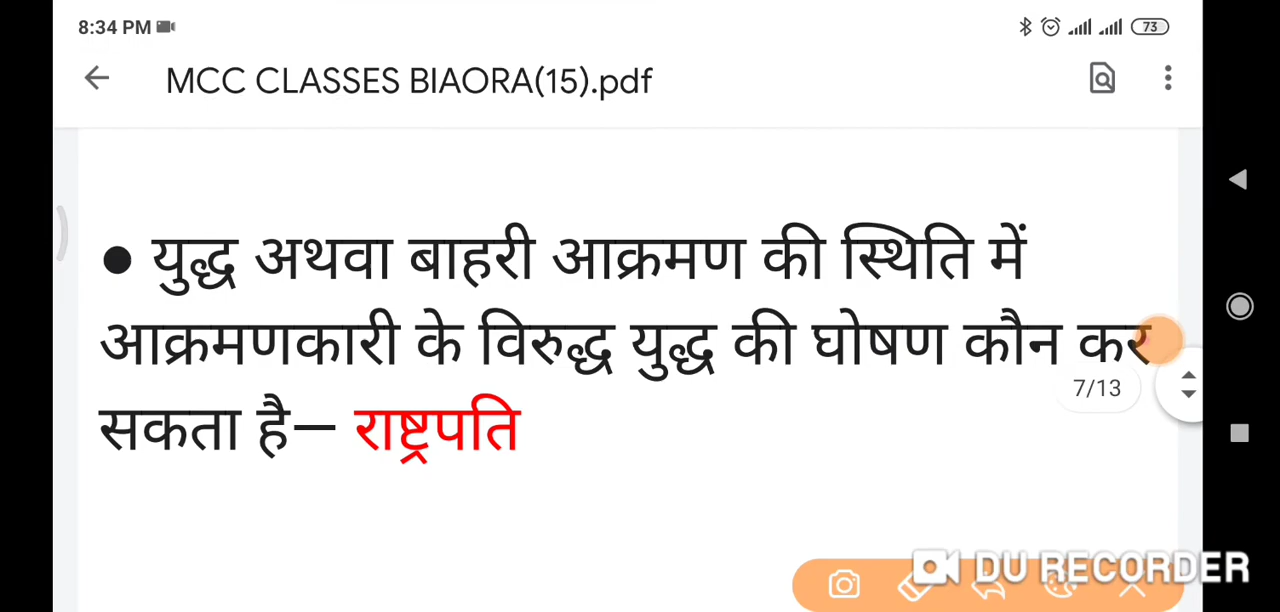 8:34 PM 73
MCC CLASSES BIAORA(15).pdf
● युद्ध अथवा बाहरी आक्रमण की स्थिति में
आक्रमणकारी के विरुद्ध युद्ध की घोषण कौन कर
7/13
सकता है— राष्ट्रपति
DU RECORDER